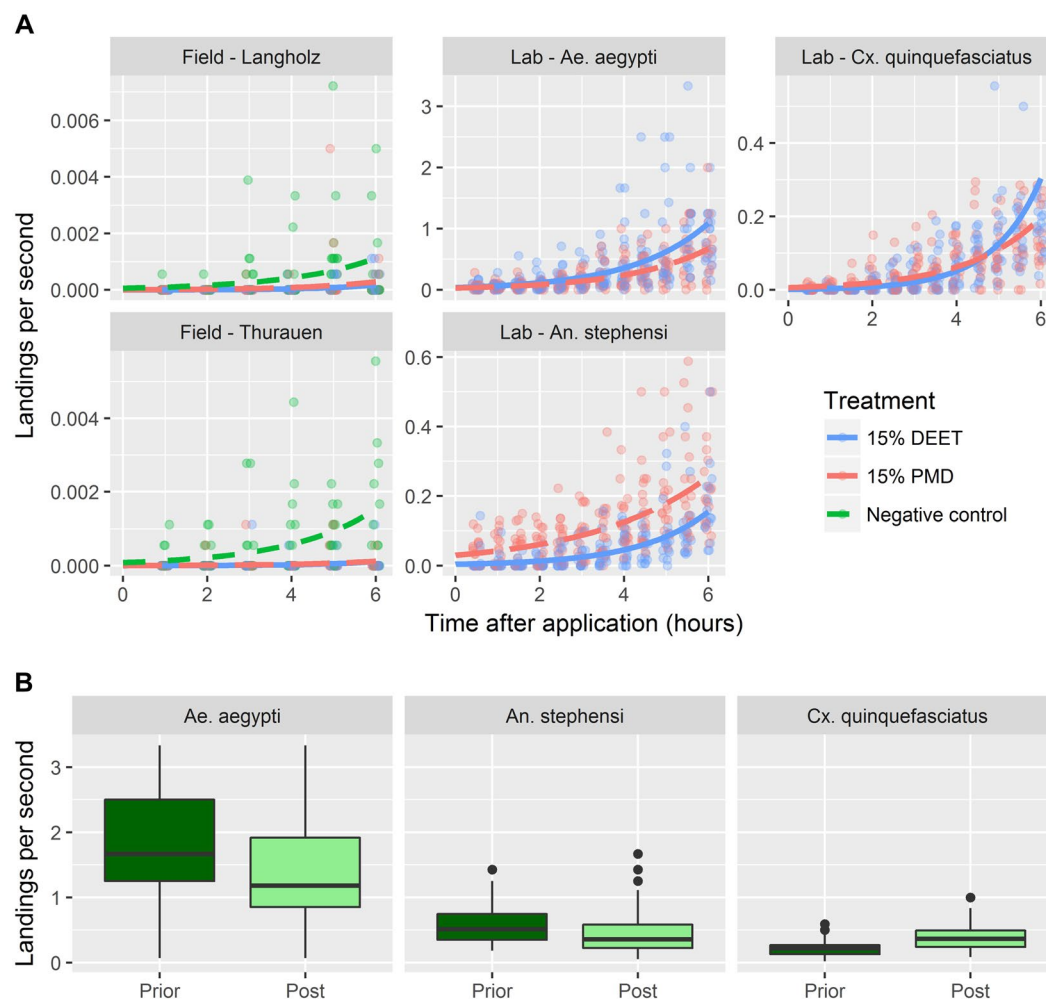 A
Field - Langholz
Lab - Ae. aegypti
Lab - Cx. quinquefasciatus
0.006
0.004
0.002
0.000
3
2
1
0
0.4
0.2
0.0
0
2
4
6
Field - Thurauen
Lab - An. stephensi
0.004
0.002
0.000
0.6
0.4
0.2
0.0
0
2
4
6
0
2
4
6
Landings per second
Time after application (hours)
Treatment
15% DEET
15% PMD
Negative control
B
Ae. aegypti
An. stephensi
Cx. quinquefasciatus
Landings per second
3
2
1
0
Prior
Post
Prior
Post
Prior
Post